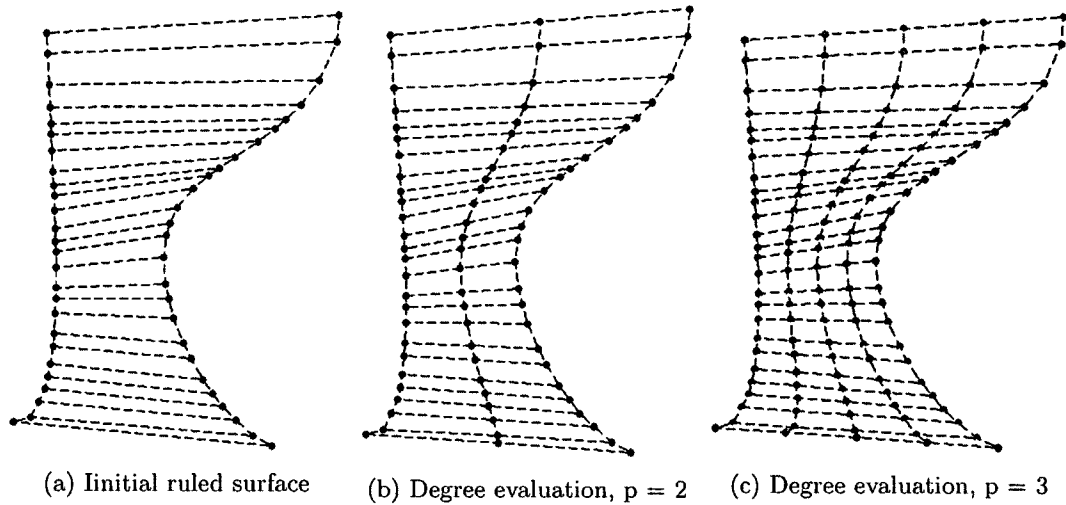 (a) Iinitial ruled surface
(b) Degree evaluation, p = 2
(c) Degree evaluation, p = 3